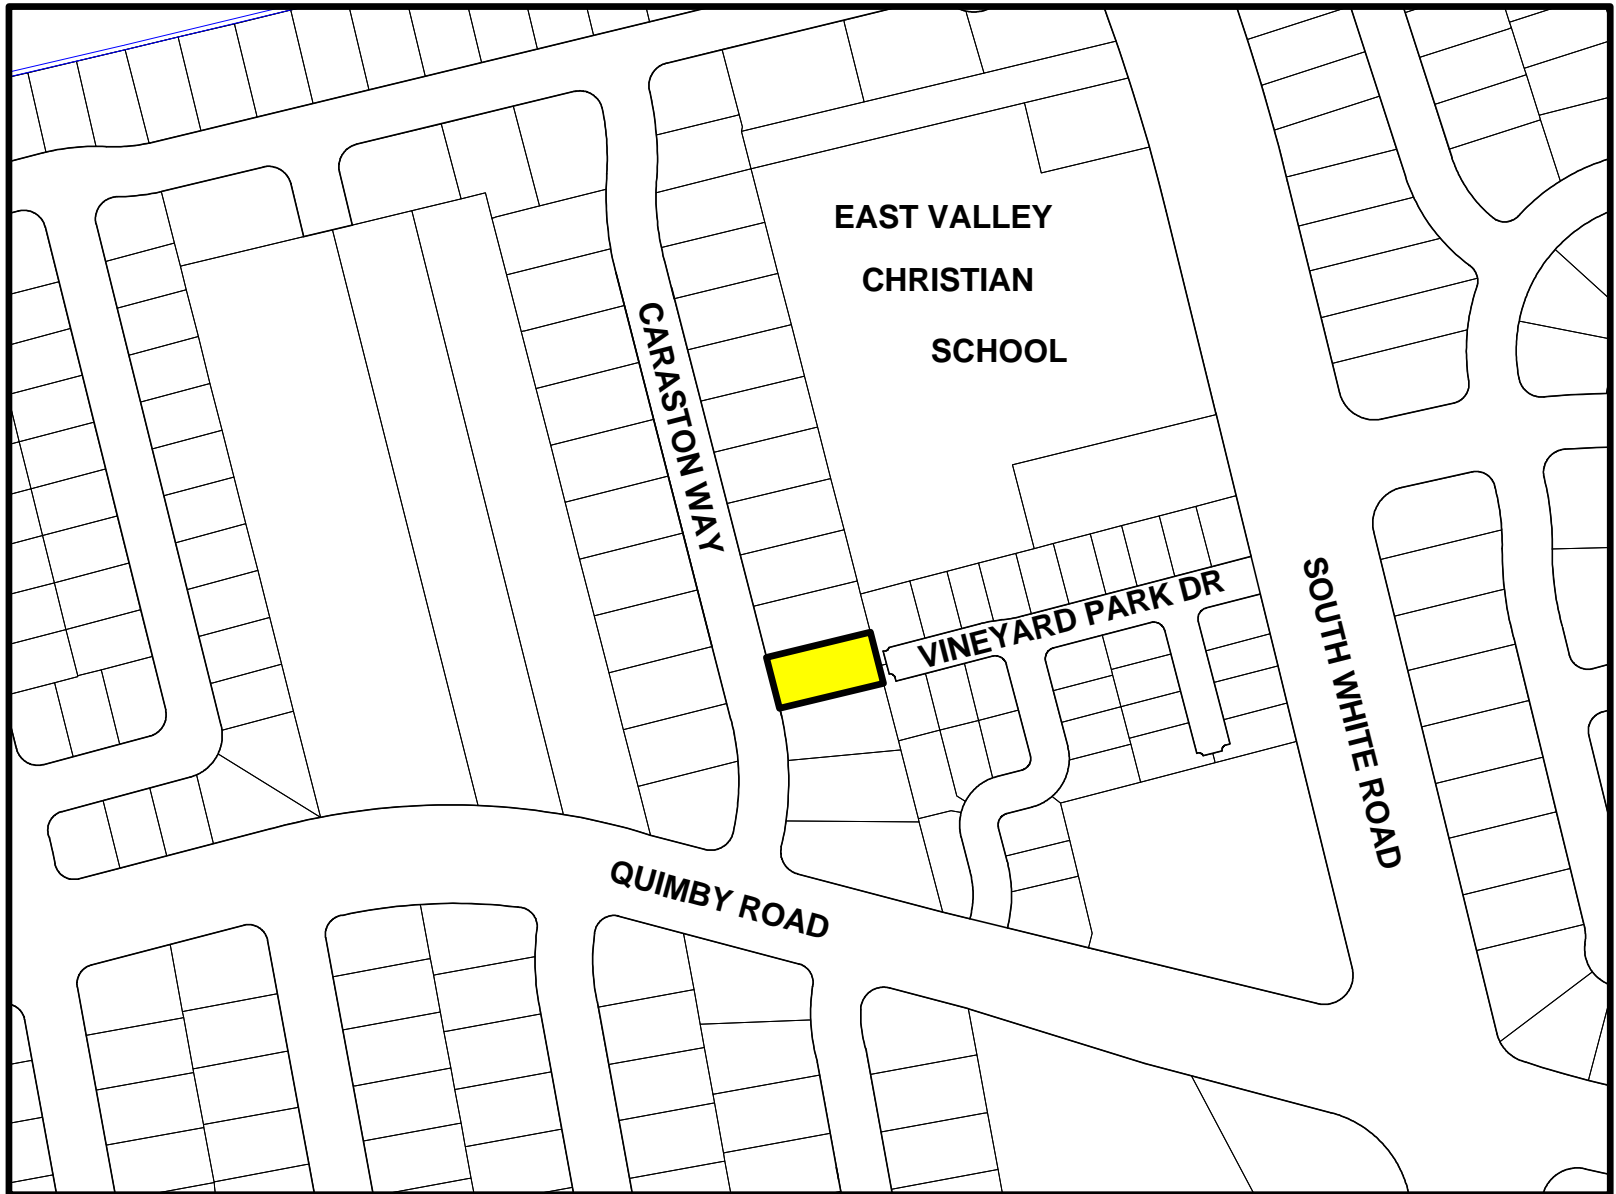 EAST VALLEY
CHRISTIAN
SCHOOL
CARASTON WAY
VINEYARD PARK DR
SOUTH WHITE ROAD
QUIMBY ROAD